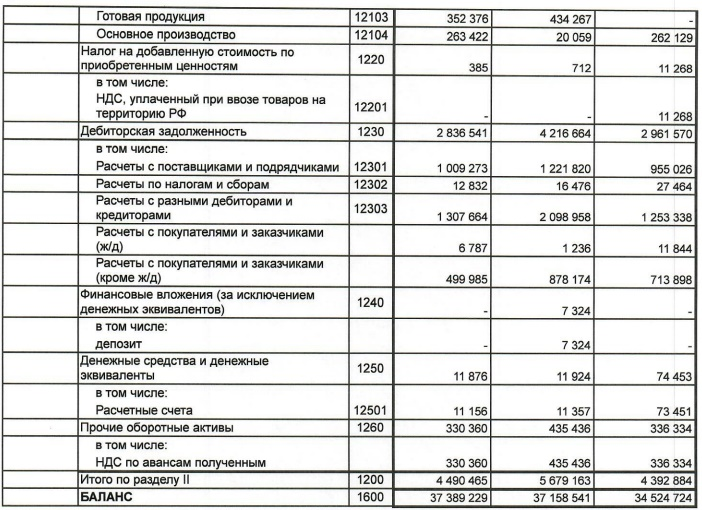 Готовая продукция 12103 352 376 434 267 -
Основное производство 12104 263 422 20 059 262 129
Налог на добавленную стоимость по
приобретенным ценностям 1220 385 712 11 268
в том числе:
НДС, уплаченный при ввозе товаров на
территорию РФ 12201 - - 11 268
Дебиторская задолженность 1230 2 836 541 4 216 664 2 961 570
в том числе:
Расчеты с поставщиками и подрядчиками 12301 1 009 273 1 221 820 955 026
Расчеты по налогам и сборам 12302 12 832 16 476 27 464
Расчеты с разными дебиторами и
кредиторами 12303 1 307 664 2 098 958 1 253 338
Расчеты с покупателями и заказчиками
(ж/д) 6 787 1 236 11 844
Расчеты с покупателями и заказчиками
(кроме ж/д) 499 985 878 174 713 898
Финансовые вложения (за исключением
денежных эквивалентов) 1240 - 7 324 -
в том числе:
депозит - 7 324 -
Денежные средства и денежные
эквиваленты 1250 11 876 11 924 74 453
в том числе:
Расчетные счета 12501 11 156 11 357 73 451
Прочие оборотные активы 1260 330 360 435 436 336 334
в том числе:
НДС по авансам полученным 330 360 435 436 336 334
Итого по разделу II 1200 4 490 465 5 679 163 4 392 884
БАЛАНС 1600 37 389 229 37 158 541 34 524 724